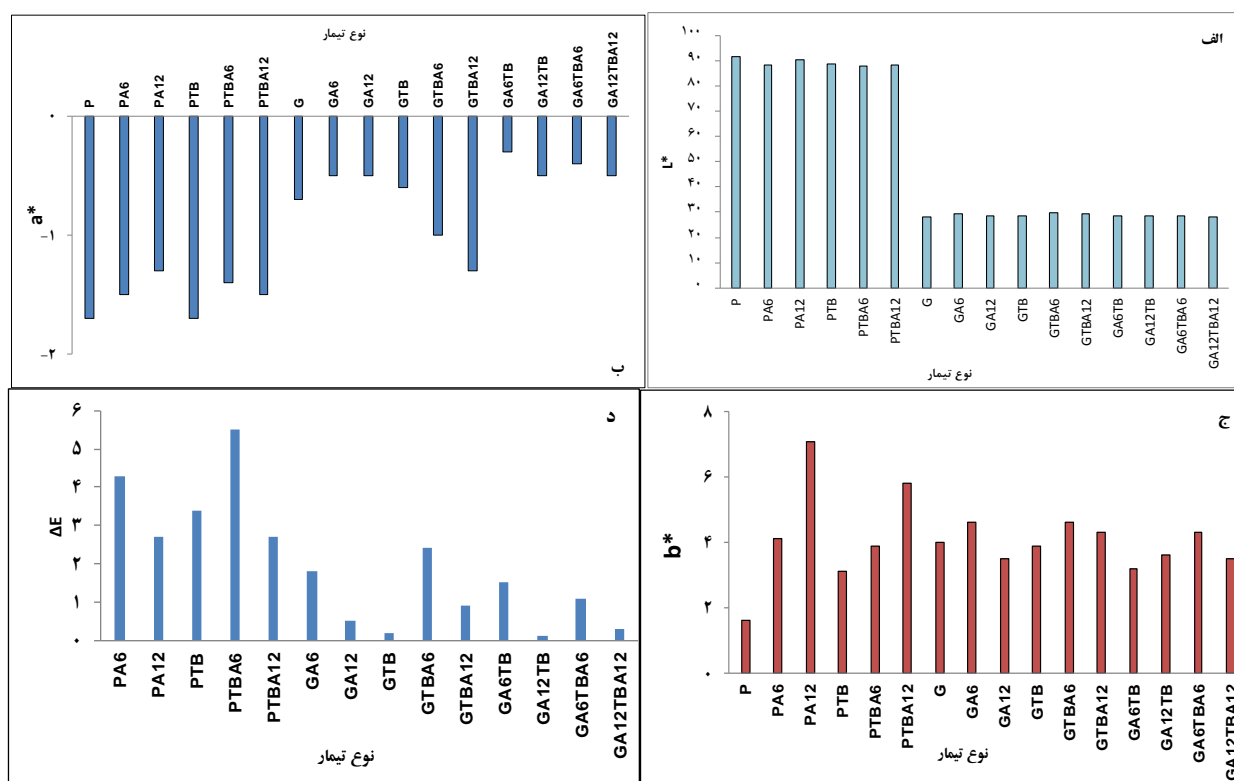 نوع تیمار
P PA6 PA12 PTB PTBA6 PTBA12 G GA6 GA12 GTB GTBA6 GTBA12 GA6TB GA12TB GA6TBA6 GA12TBA12
۰
-۱
-۲
a*
ب
الف
۱۰۰
۹۰
۸۰
۷۰
۶۰
۵۰
۴۰
۳۰
۲۰
۱۰
۰
L*
P PA6 PA12 PTB PTBA6 PTBA12 G GA6 GA12 GTB GTBA6 GTBA12 GA6TB GA12TB GA6TBA6 GA12TBA12
نوع تیمار
د
۶
۵
۴
۳
۲
۱
۰
ΔE
PA6 PA12 PTB PTBA6 PTBA12 GA6 GA12 GTB GTBA6 GTBA12 GA6TB GA12TB GA6TBA6 GA12TBA12
نوع تیمار
ج
۸
۶
۴
۲
۰
b*
P PA6 PA12 PTB PTBA6 PTBA12 G GA6 GA12 GTB GTBA6 GTBA12 GA6TB GA12TB GA6TBA6 GA12TBA12
نوع تیمار